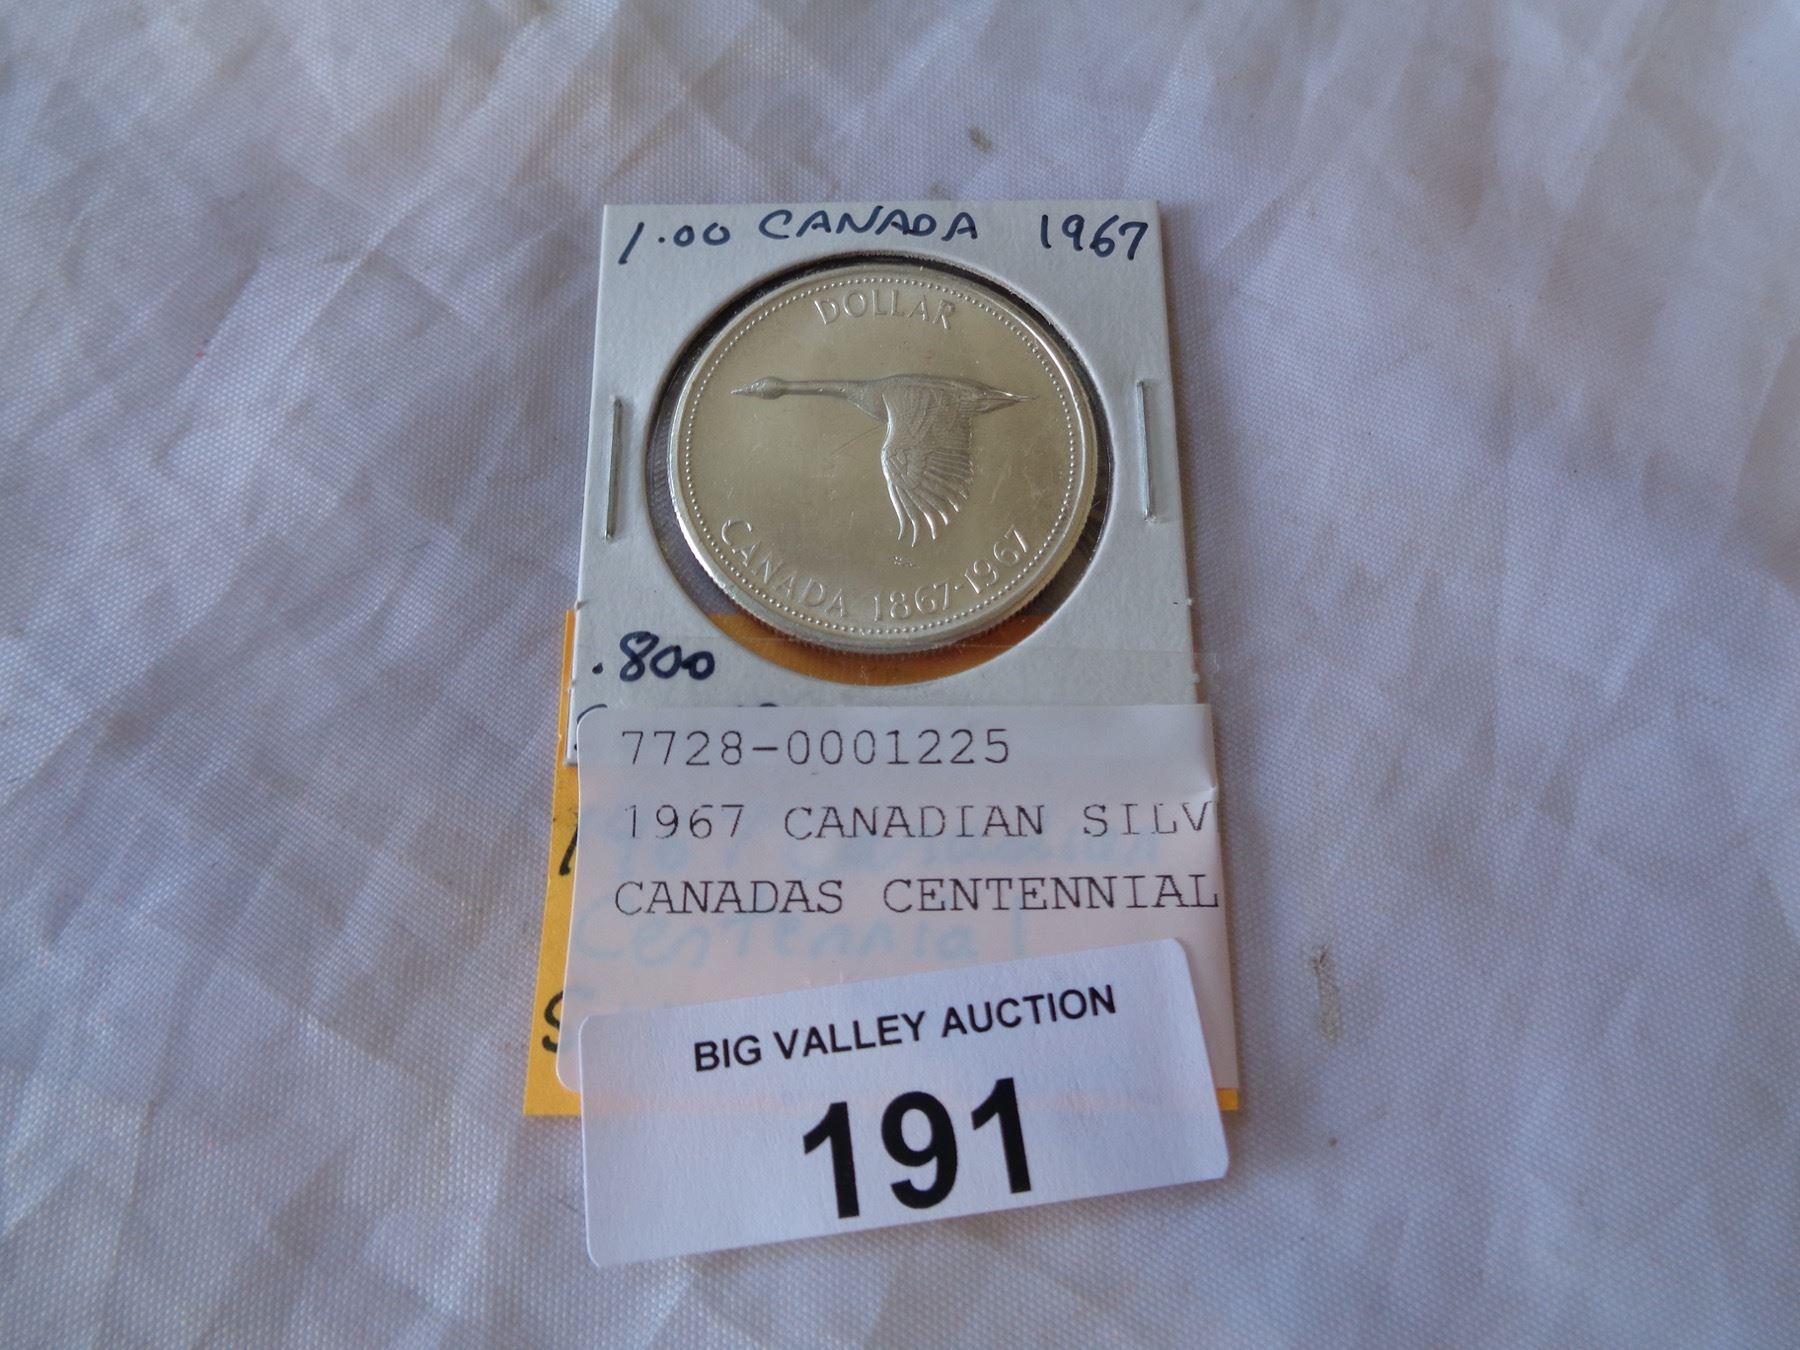 1.00 CANADA 1967
DOLLAR
CANADA 1867-1967
.800
7728-0001225
1967 CANADIAN SILV
CANADAS CENTENNIAL
Centennial
BIG VALLEY AUCTION
191